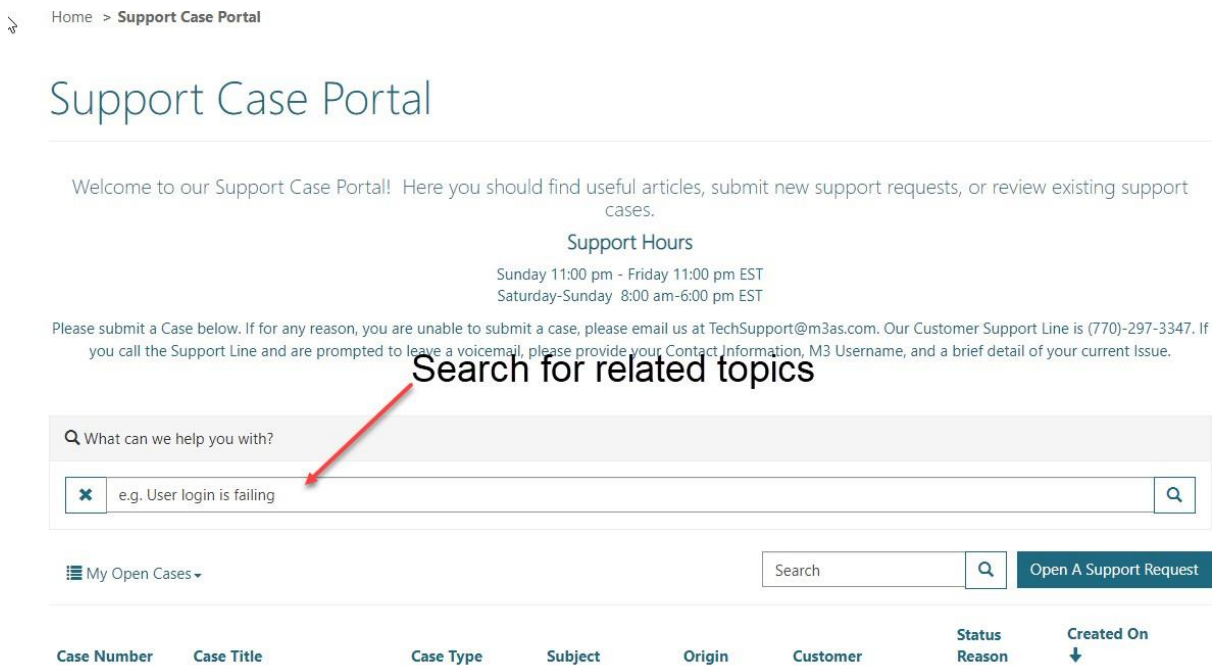 Home > Support Case Portal
Support Case Portal
Welcome to our Support Case Portal! Here you should find useful articles, submit new support requests, or review existing support
cases.
Support Hours
Sunday 11:00 pm - Friday 11:00 pm EST
Saturday-Sunday 8:00 am-6:00 pm EST
Please submit a Case below. If for any reason, you are unable to submit a case, please email us at TechSupport@m3as.com. Our Customer Support Line is (770)-297-3347. If
you call the Support Line and are prompted to leave a voicemail, please provide your Contact Information, M3 Username, and a brief detail of your current Issue.
Search for related topics
What can we help you with?
e.g. User login is failing
My Open Cases
Search
Open A Support Request
Case Number Case Title Case Type Subject Origin Customer Status Reason Created On